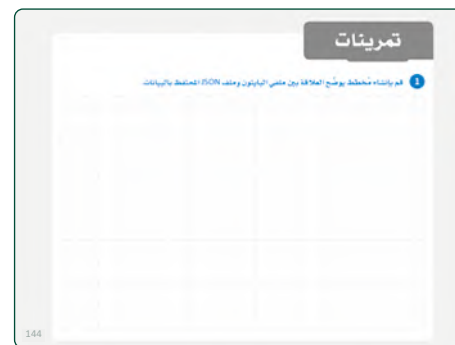 تمرينات
1 قم بإنشاء مُخطط يوضّح العلاقة بين ملفي البايثون وملف JSON المحتفظ بالبيانات.
144